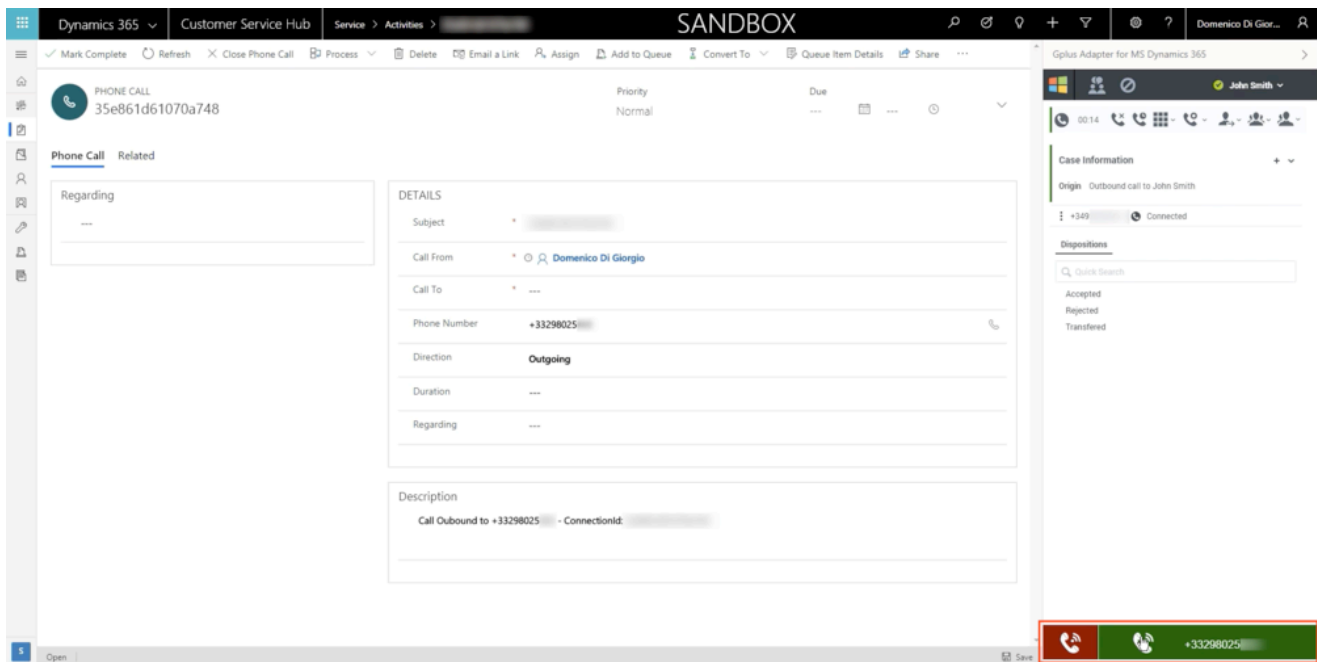 Dynamics 365
Customer Service Hub
Service > Activities >
SANDBOX
Domenico Di Gior...
Mark Complete
Refresh
Close Phone Call
Process
Delete
Email a Link
Assign
Add to Queue
Convert To
Queue Item Details
Share
...
Gplus Adapter for MS Dynamics 365
PHONE CALL
35e861d61070a748
Priority
Normal
Due
---
---
John Smith
00:14
Phone Call
Related
Case Information
Origin Outbound call to John Smith
+349
Connected
Regarding
---
DETAILS
Subject *
Call From * Domenico Di Giorgio
Call To * ---
Phone Number +33298025
Direction Outgoing
Duration ---
Regarding ---
Dispositions
Quick Search
Accepted
Rejected
Transfered
Description
Call Oubound to +33298025 - ConnectionId:
+33298025
S
Open
Save